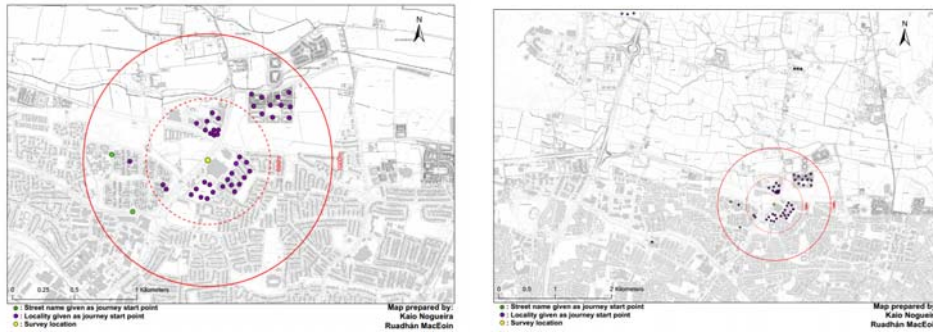 N
0 0.25 0.5 1 Kilometers
: Street name given as journey start point
: Locality given as journey start point
: Survey location
Map prepared by:
Kaio Nogueira
Ruadhán MacEoin
N
0 0.5 1 2 Kilometers
: Street name given as journey start point
: Locality given as journey start point
: Survey location
Map prepared by:
Kaio Nogueira
Ruadhán MacEoin